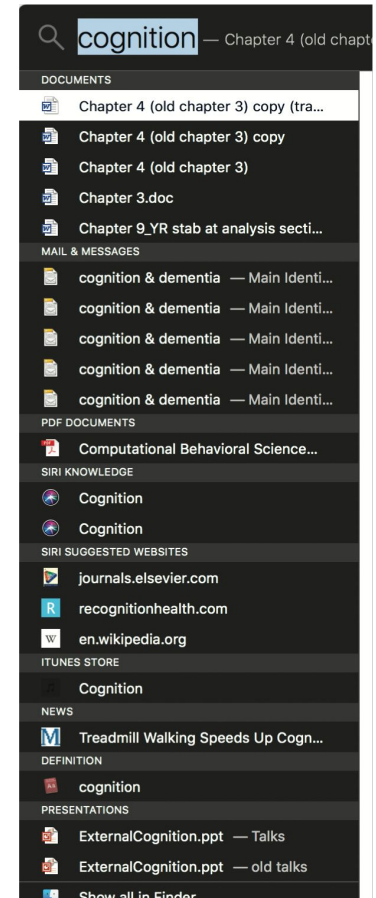 cognition — Chapter 4 (old chapt
DOCUMENTS
Chapter 4 (old chapter 3) copy (tra...
Chapter 4 (old chapter 3) copy
Chapter 4 (old chapter 3)
Chapter 3.doc
Chapter 9_YR stab at analysis secti...
MAIL & MESSAGES
cognition & dementia — Main Identi...
cognition & dementia — Main Identi...
cognition & dementia — Main Identi...
cognition & dementia — Main Identi...
cognition & dementia — Main Identi...
PDF DOCUMENTS
Computational Behavioral Science...
SIRI KNOWLEDGE
Cognition
Cognition
SIRI SUGGESTED WEBSITES
journals.elsevier.com
R recognitionhealth.com
W en.wikipedia.org
ITUNES STORE
Cognition
NEWS
M Treadmill Walking Speeds Up Cogn...
DEFINITION
cognition
PRESENTATIONS
ExternalCognition.ppt — Talks
ExternalCognition.ppt — old talks
Show all in Finder